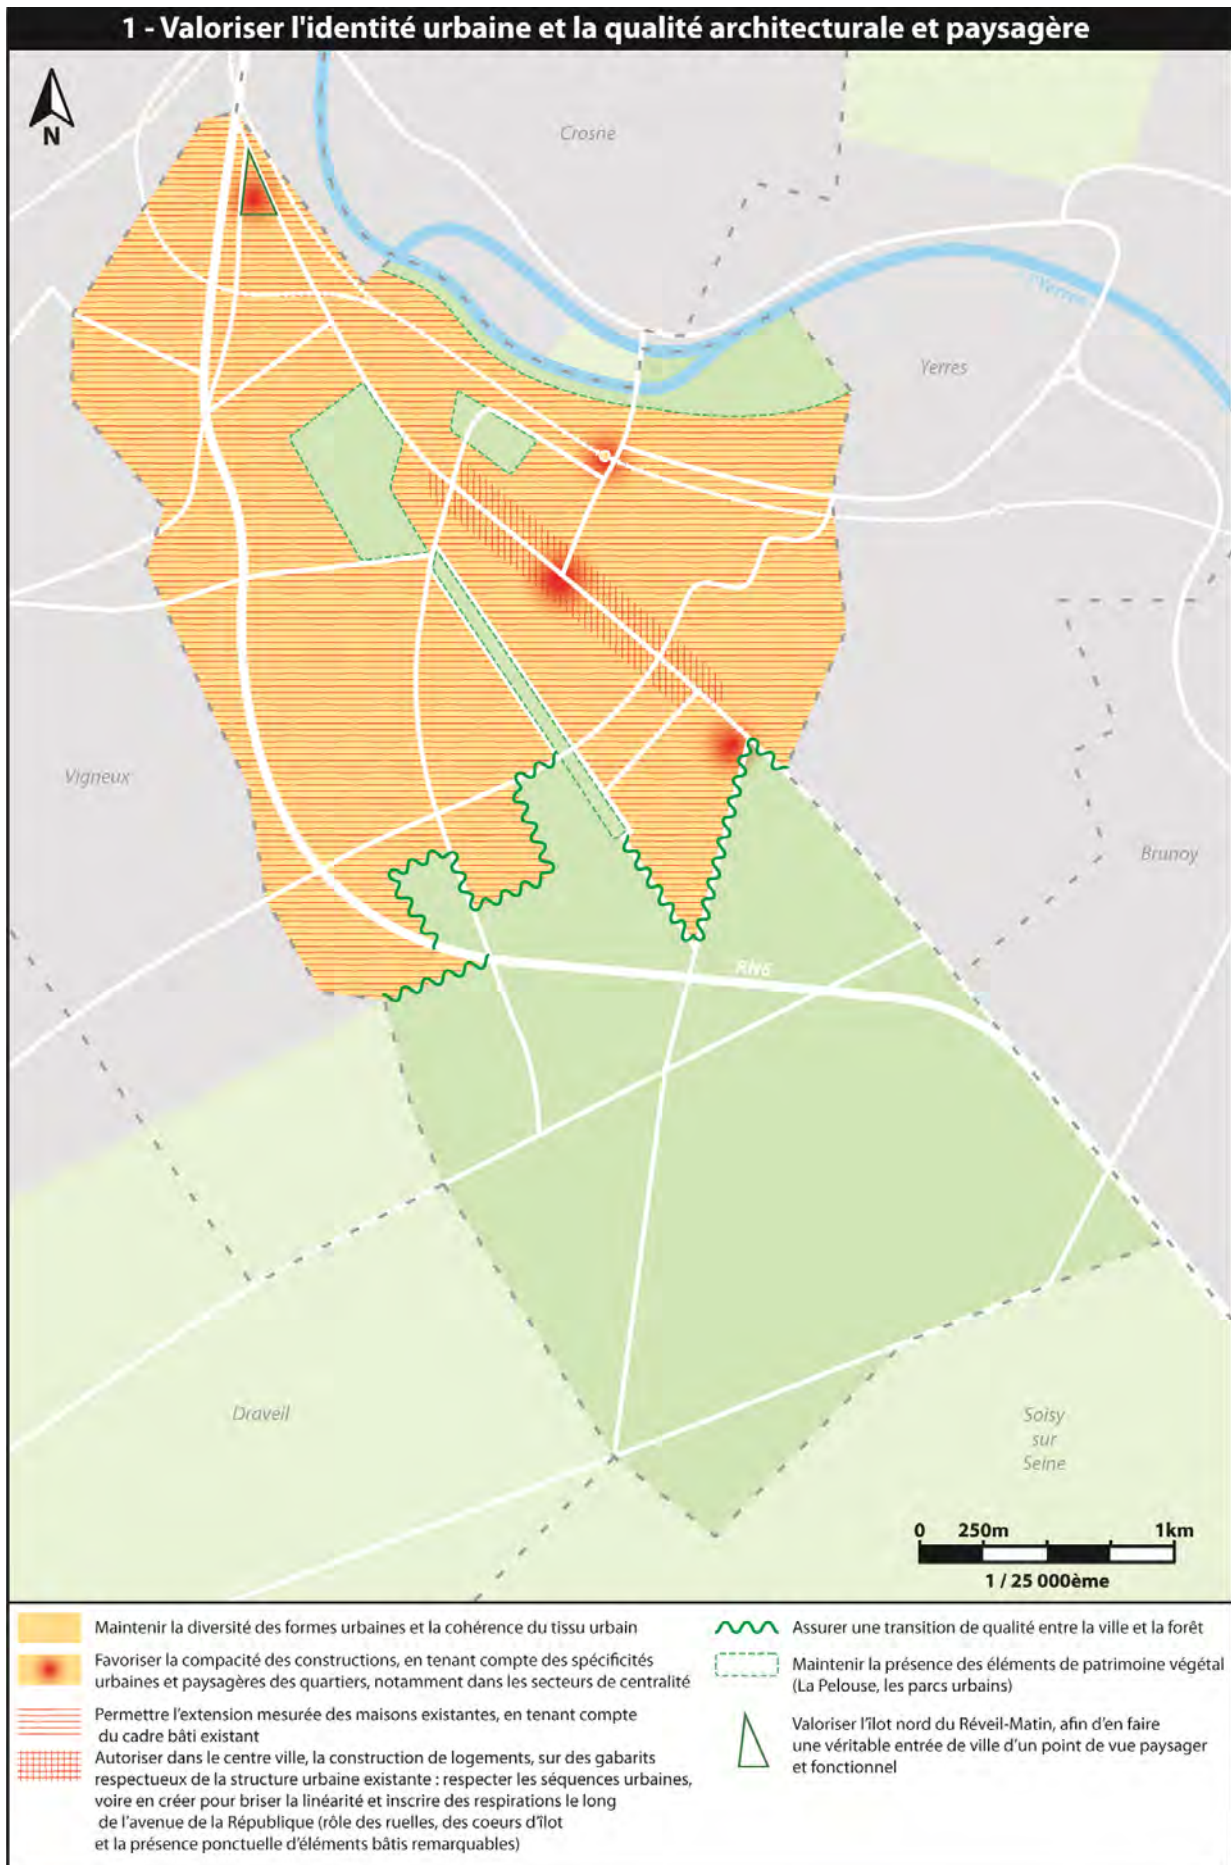 1 - Valoriser l'identité urbaine et la qualité architecturale et paysagère
N
Crosne
Yerres
Yerres
Vigneux
Brunoy
RN6
Draveil
Soisy
sur
Seine
0 250m 1km
1 / 25 000ème
Maintenir la diversité des formes urbaines et la cohérence du tissu urbain
Favoriser la compacité des constructions, en tenant compte des spécificités
urbaines et paysagères des quartiers, notamment dans les secteurs de centralité
Permettre l'extension mesurée des maisons existantes, en tenant compte
du cadre bâti existant
Autoriser dans le centre ville, la construction de logements, sur des gabarits
respectueux de la structure urbaine existante : respecter les séquences urbaines,
voire en créer pour briser la linéarité et inscrire des respirations le long
de l'avenue de la République (rôle des ruelles, des coeurs d'îlot
et la présence ponctuelle d'éléments bâtis remarquables)
Assurer une transition de qualité entre la ville et la forêt
Maintenir la présence des éléments de patrimoine végétal
(La Pelouse, les parcs urbains)
Valoriser l'îlot nord du Réveil-Matin, afin d'en faire
une véritable entrée de ville d'un point de vue paysager
et fonctionnel